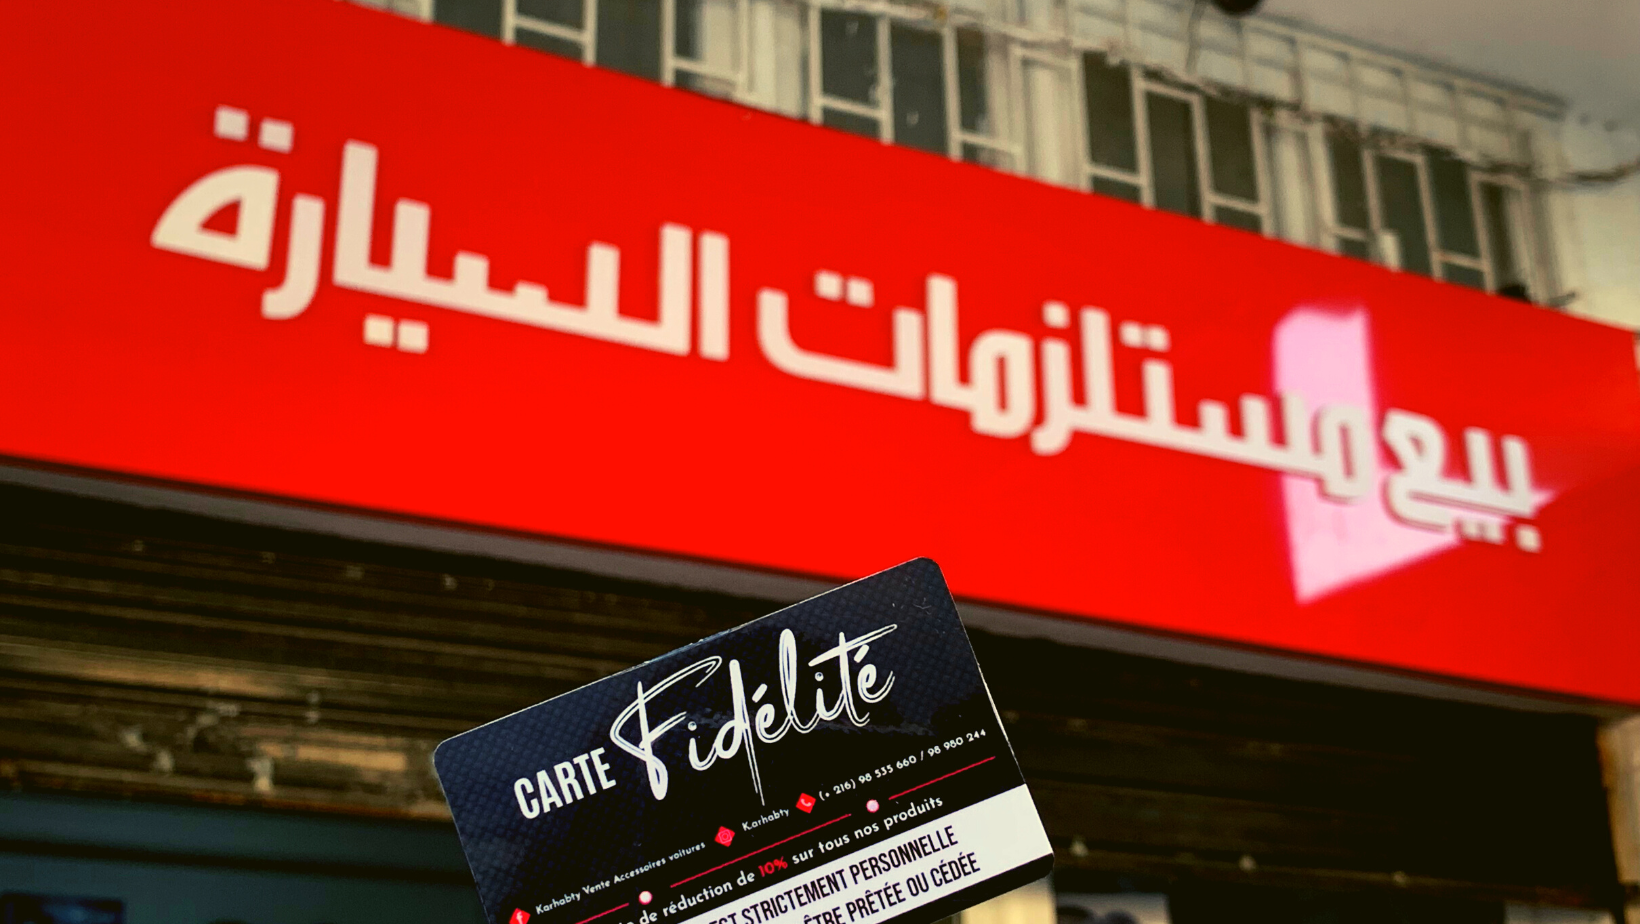 بيع مستلزمات السيارة
CARTE Fidélité
Karhabty Vente Accessoires voitures Karhabty (+ 216) 98 535 660 / 98 980 244
de réduction de 10% sur tous nos produits
EST STRICTEMENT PERSONNELLE
ÊTRE PRÊTÉE OU CÉDÉE